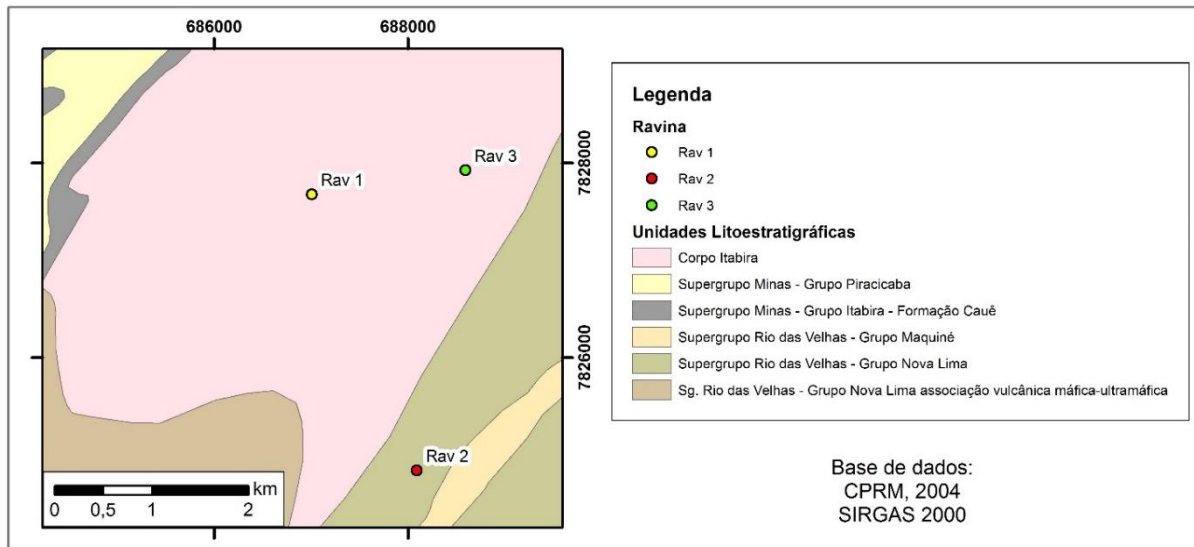 686000
688000
7828000
7826000
Rav 1
Rav 3
Rav 2
km
0
0,5
1
2
Legenda
Ravina
Rav 1
Rav 2
Rav 3
Unidades Litoestratigráficas
Corpo Itabira
Supergrupo Minas - Grupo Piracicaba
Supergrupo Minas - Grupo Itabira - Formação Cauê
Supergrupo Rio das Velhas - Grupo Maquiné
Supergrupo Rio das Velhas - Grupo Nova Lima
Sg. Rio das Velhas - Grupo Nova Lima associação vulcânica máfica-ultramáfica
Base de dados:
CPRM, 2004
SIRGAS 2000